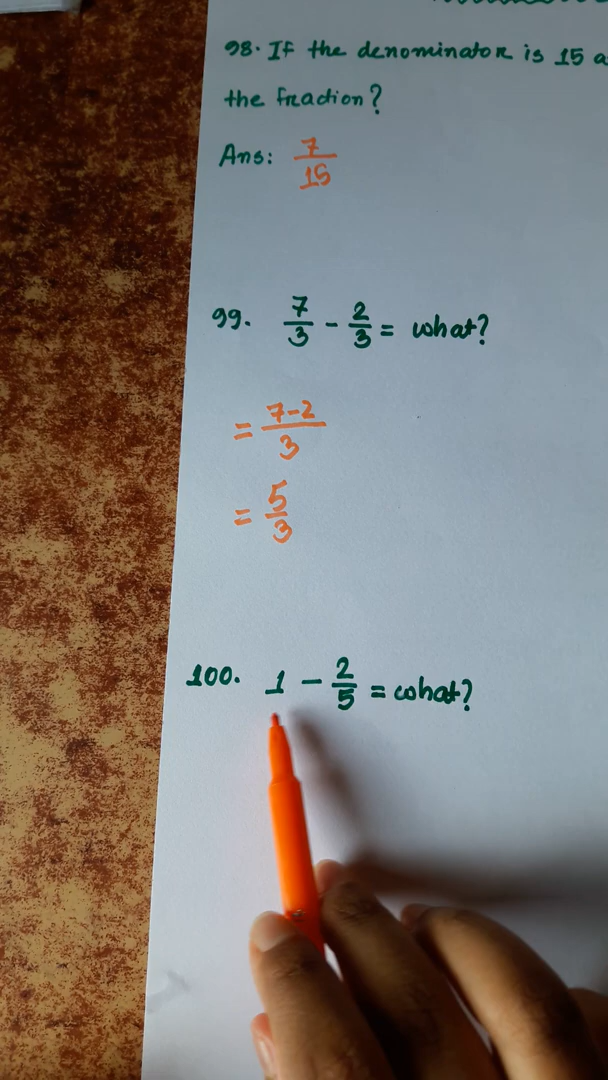 98. If the denominator is 15 a
the fraction?
Ans: 7/15
99. 7/3 - 2/3 = what?
= 7-2/3
= 5/3
100. 1 - 2/5 = what?